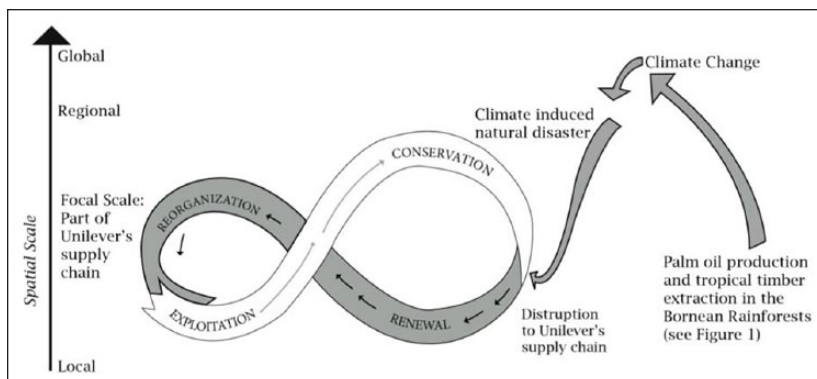 Global
Regional
Spatial Scale
Local
Focal Scale:
Part of
Unilever's
supply
chain
REORGANIZATION
EXPLOITATION
CONSERVATION
RENEWAL
Climate Change
Climate induced
natural disaster
Distruption
to Unilever's
supply chain
Palm oil production
and tropical timber
extraction in the
Bornean Rainforests
(see Figure 1)